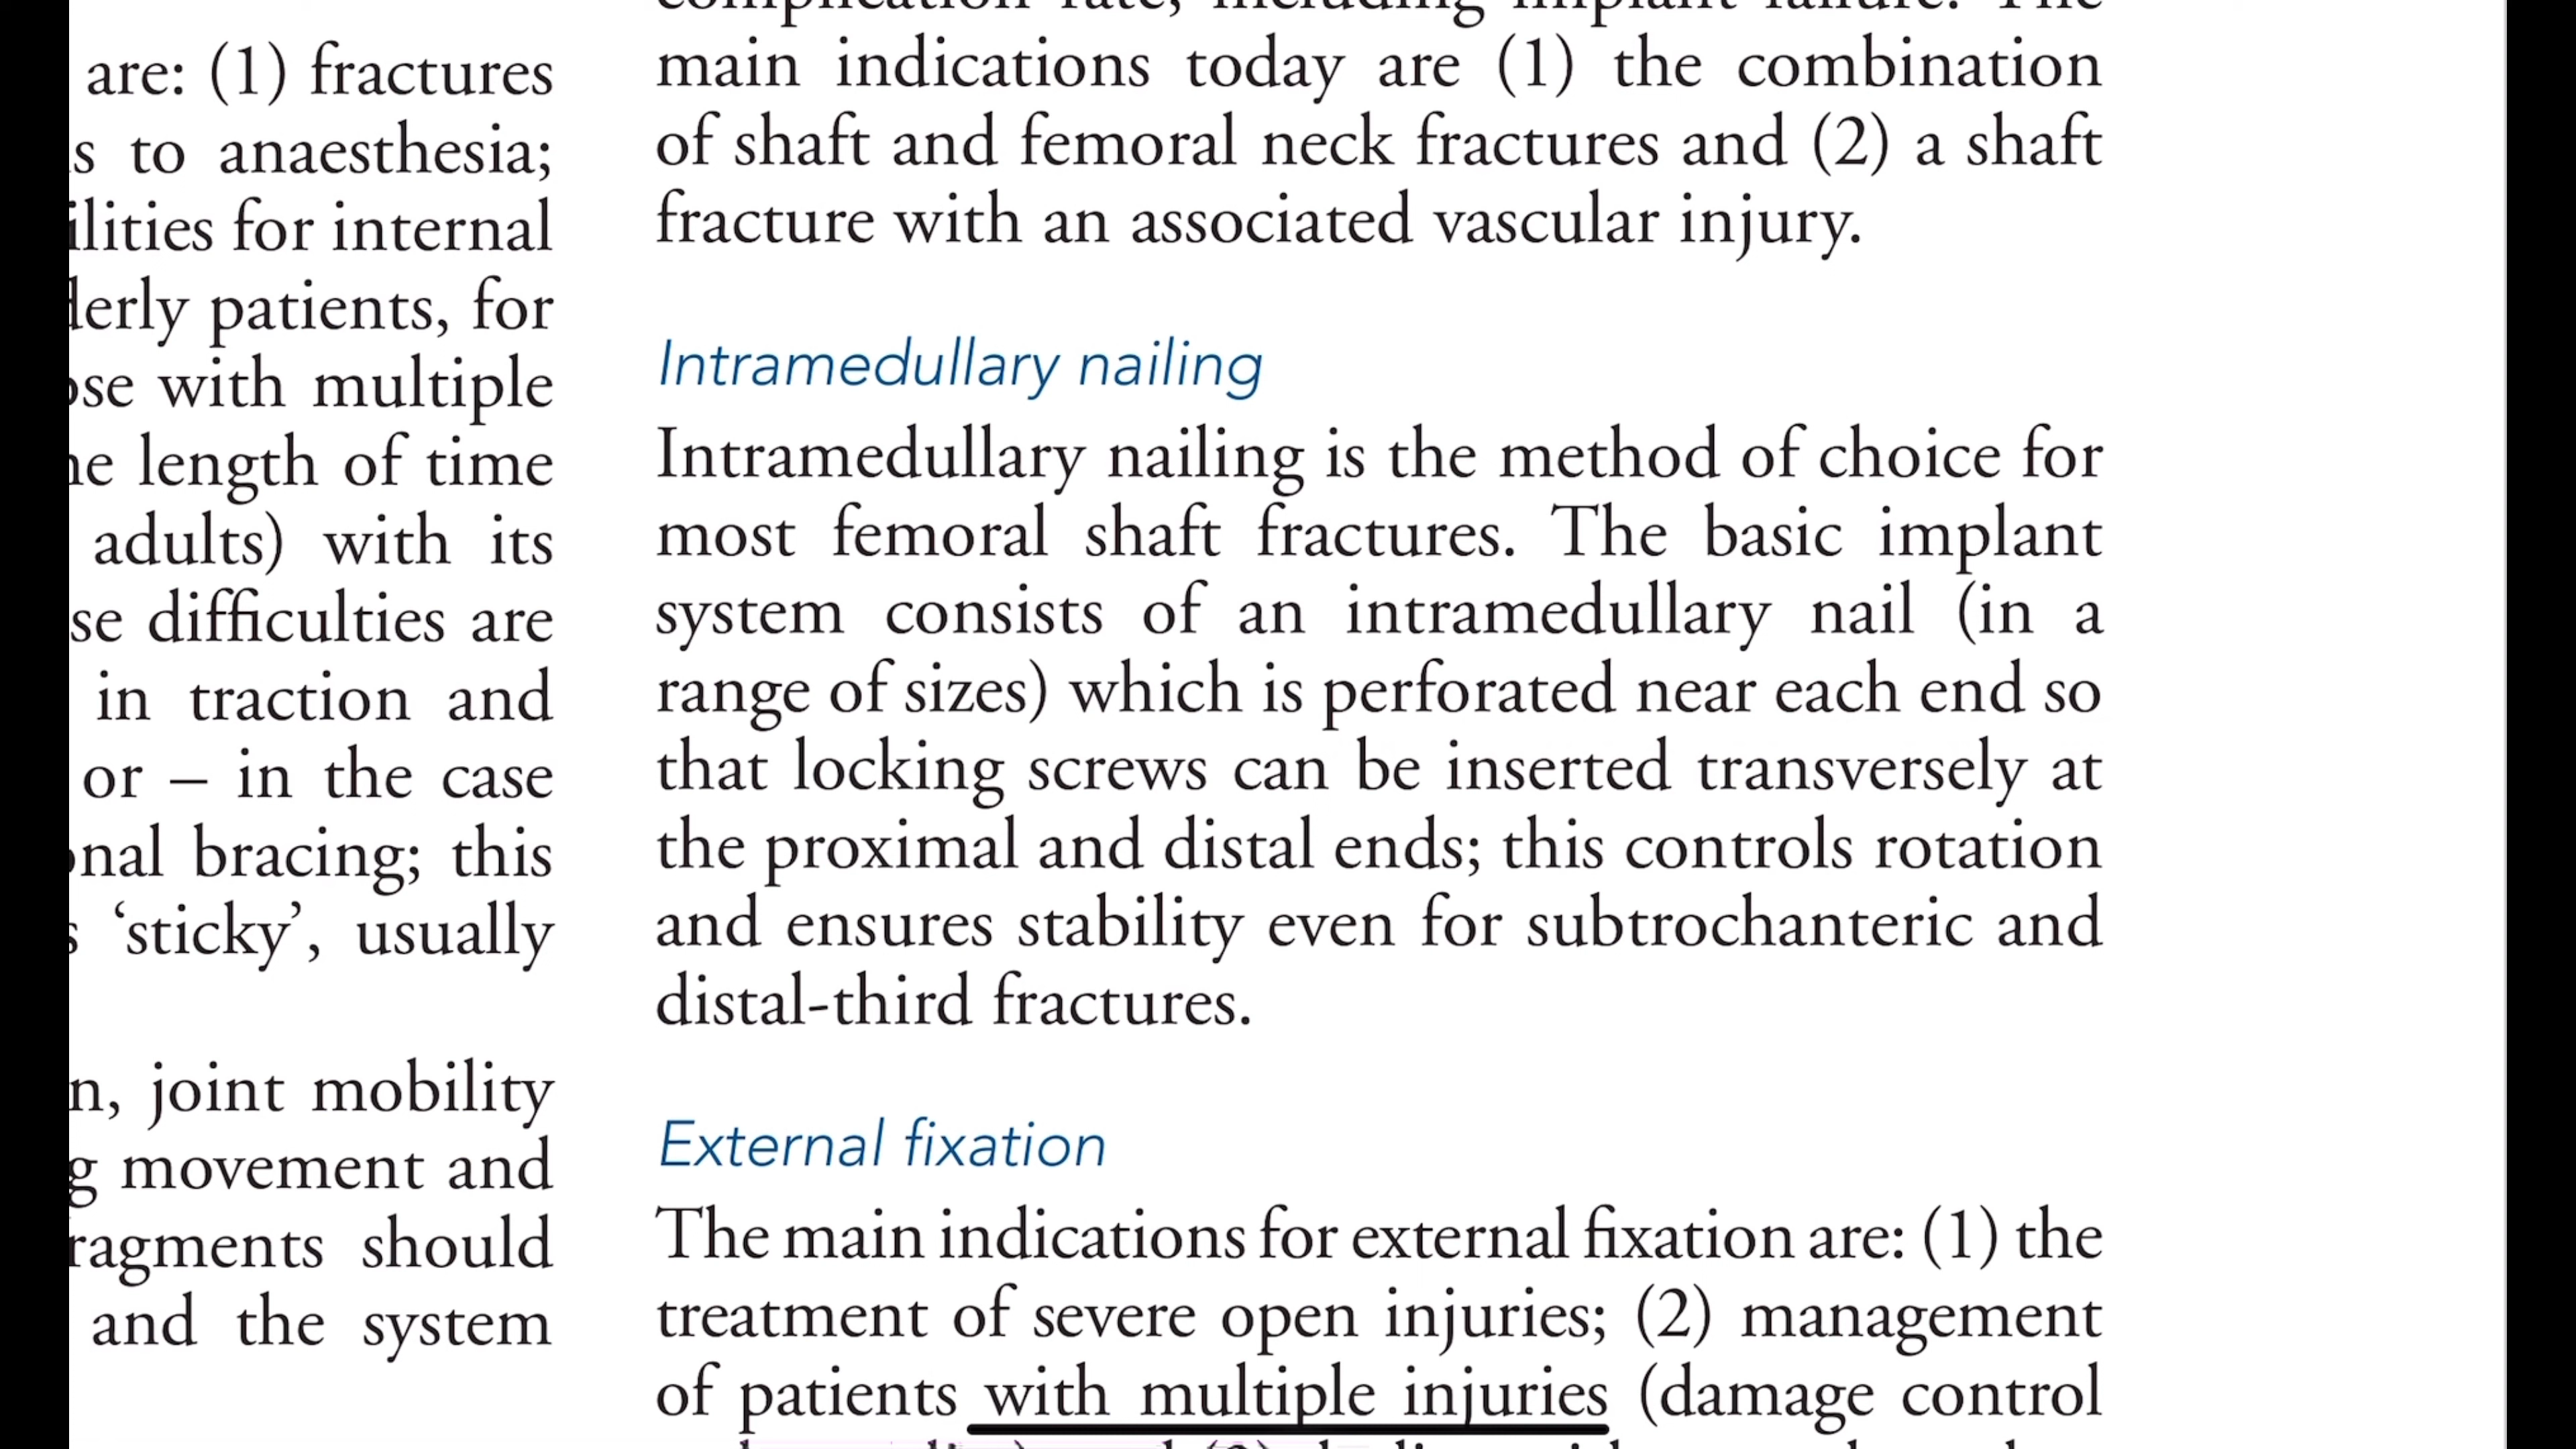 are: (1) fractures
to anaesthesia;
for internal
patients, for
with multiple
length of time
adults) with its
difficulties are
in traction and
or – in the case
bracing; this
‘sticky’, usually
joint mobility
movement and
should
and the system
complication rate, including implant failure. The
main indications today are (1) the combination
of shaft and femoral neck fractures and (2) a shaft
fracture with an associated vascular injury.
Intramedullary nailing
Intramedullary nailing is the method of choice for
most femoral shaft fractures. The basic implant
system consists of an intramedullary nail (in a
range of sizes) which is perforated near each end so
that locking screws can be inserted transversely at
the proximal and distal ends; this controls rotation
and ensures stability even for subtrochanteric and
distal-third fractures.
External fixation
The main indications for external fixation are: (1) the
treatment of severe open injuries; (2) management
of patients with multiple injuries (damage control